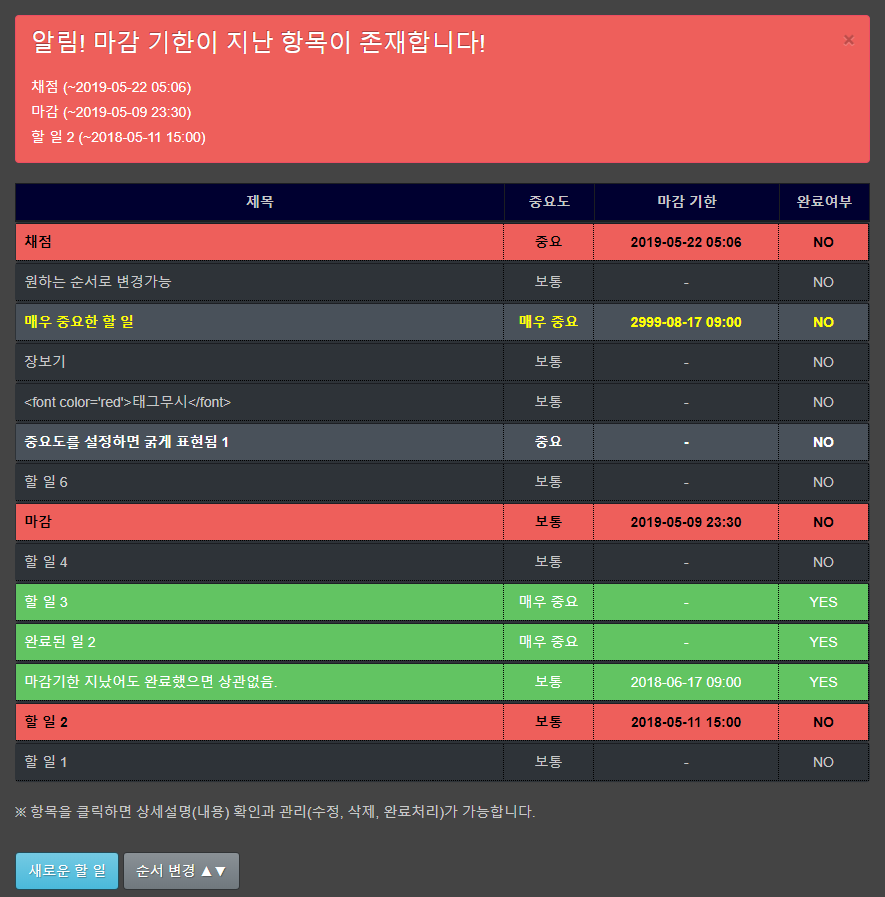 알림! 마감 기한이 지난 항목이 존재합니다!
×
채점 (~2019-05-22 05:06)
마감 (~2019-05-09 23:30)
할 일 2 (~2018-05-11 15:00)
제목 중요도 마감 기한 완료여부
채점 중요 2019-05-22 05:06 NO
원하는 순서로 변경가능 보통 - NO
매우 중요한 할 일 매우 중요 2999-08-17 09:00 NO
장보기 보통 - NO
<font color='red'>태그무시</font> 보통 - NO
중요도를 설정하면 굵게 표현됨 1 중요 - NO
할 일 6 보통 - NO
마감 보통 2019-05-09 23:30 NO
할 일 4 보통 - NO
할 일 3 매우 중요 - YES
완료된 일 2 매우 중요 - YES
마감기한 지났어도 완료했으면 상관없음. 보통 2018-06-17 09:00 YES
할 일 2 보통 2018-05-11 15:00 NO
할 일 1 보통 - NO
※ 항목을 클릭하면 상세설명(내용) 확인과 관리(수정, 삭제, 완료처리)가 가능합니다.
새로운 할 일 순서 변경 ▲▼